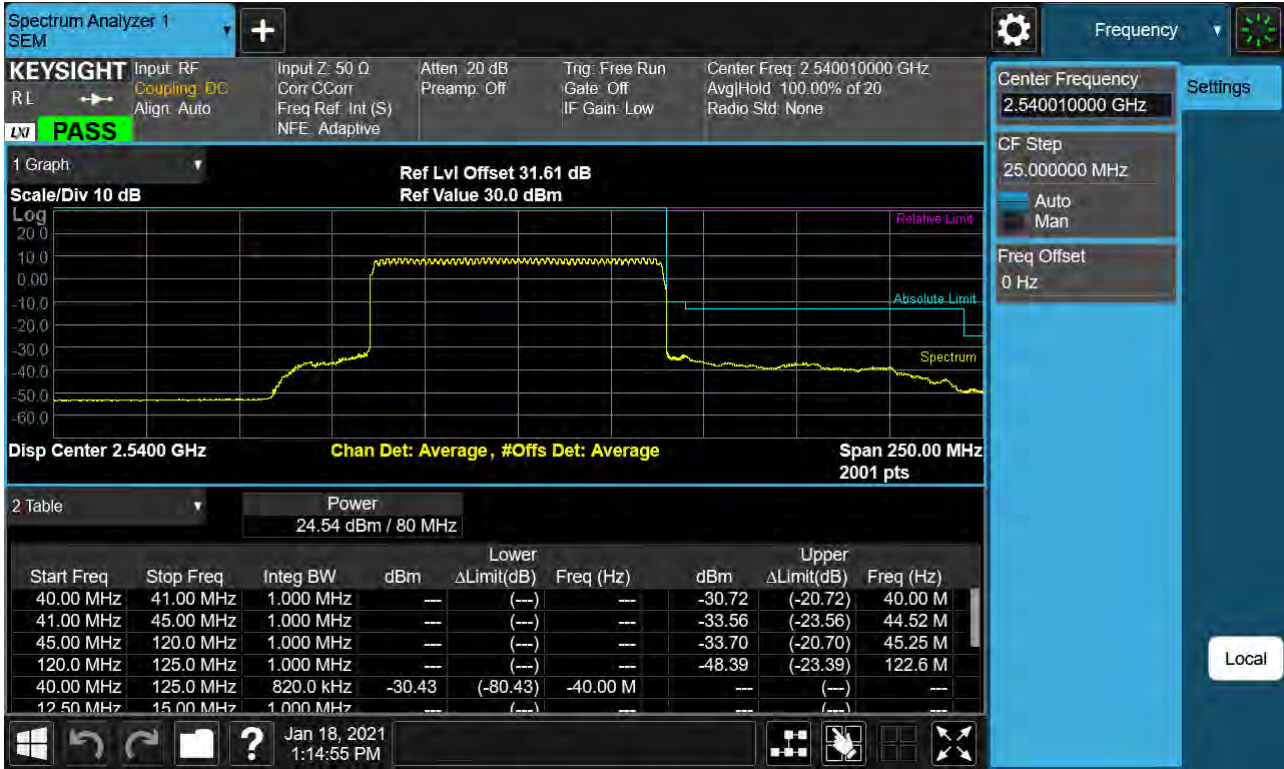 Spectrum Analyzer 1
SEM
+
Frequency
KEYSIGHT
Input: RF
Coupling: DC
Align: Auto
Input Z: 50 Ω
Corr CCorr
Freq Ref: Int (S)
NFE: Adaptive
Atten: 20 dB
Preamp: Off
Trig: Free Run
Gate: Off
IF Gain: Low
Center Freq: 2.540010000 GHz
Avg|Hold: 100.00% of 20
Radio Std: None
R L
LXI PASS
Center Frequency
2.540010000 GHz
Settings
CF Step
25.000000 MHz
Auto
Man
Freq Offset
0 Hz
Local
1 Graph
Scale/Div 10 dB
Ref Lvl Offset 31.61 dB
Ref Value 30.0 dBm
Log
20.0
10.0
0.00
-10.0
-20.0
-30.0
-40.0
-50.0
-60.0
Relative Limit
Absolute Limit
Spectrum
Disp Center 2.5400 GHz
Chan Det: Average , #Offs Det: Average
Span 250.00 MHz
2001 pts
2 Table
Power
24.54 dBm / 80 MHz
Lower Upper
Start Freq Stop Freq Integ BW dBm ΔLimit(dB) Freq (Hz) dBm ΔLimit(dB) Freq (Hz)
40.00 MHz 41.00 MHz 1.000 MHz --- (---) --- -30.72 (-20.72) 40.00 M
41.00 MHz 45.00 MHz 1.000 MHz --- (---) --- -33.56 (-23.56) 44.52 M
45.00 MHz 120.0 MHz 1.000 MHz --- (---) --- -33.70 (-20.70) 45.25 M
120.0 MHz 125.0 MHz 1.000 MHz --- (---) --- -48.39 (-23.39) 122.6 M
40.00 MHz 125.0 MHz 820.0 kHz -30.43 (-80.43) -40.00 M --- (---) ---
12.50 MHz 15.00 MHz 1.000 MHz --- (---) --- --- (---) ---
?
Jan 18, 2021
1:14:55 PM